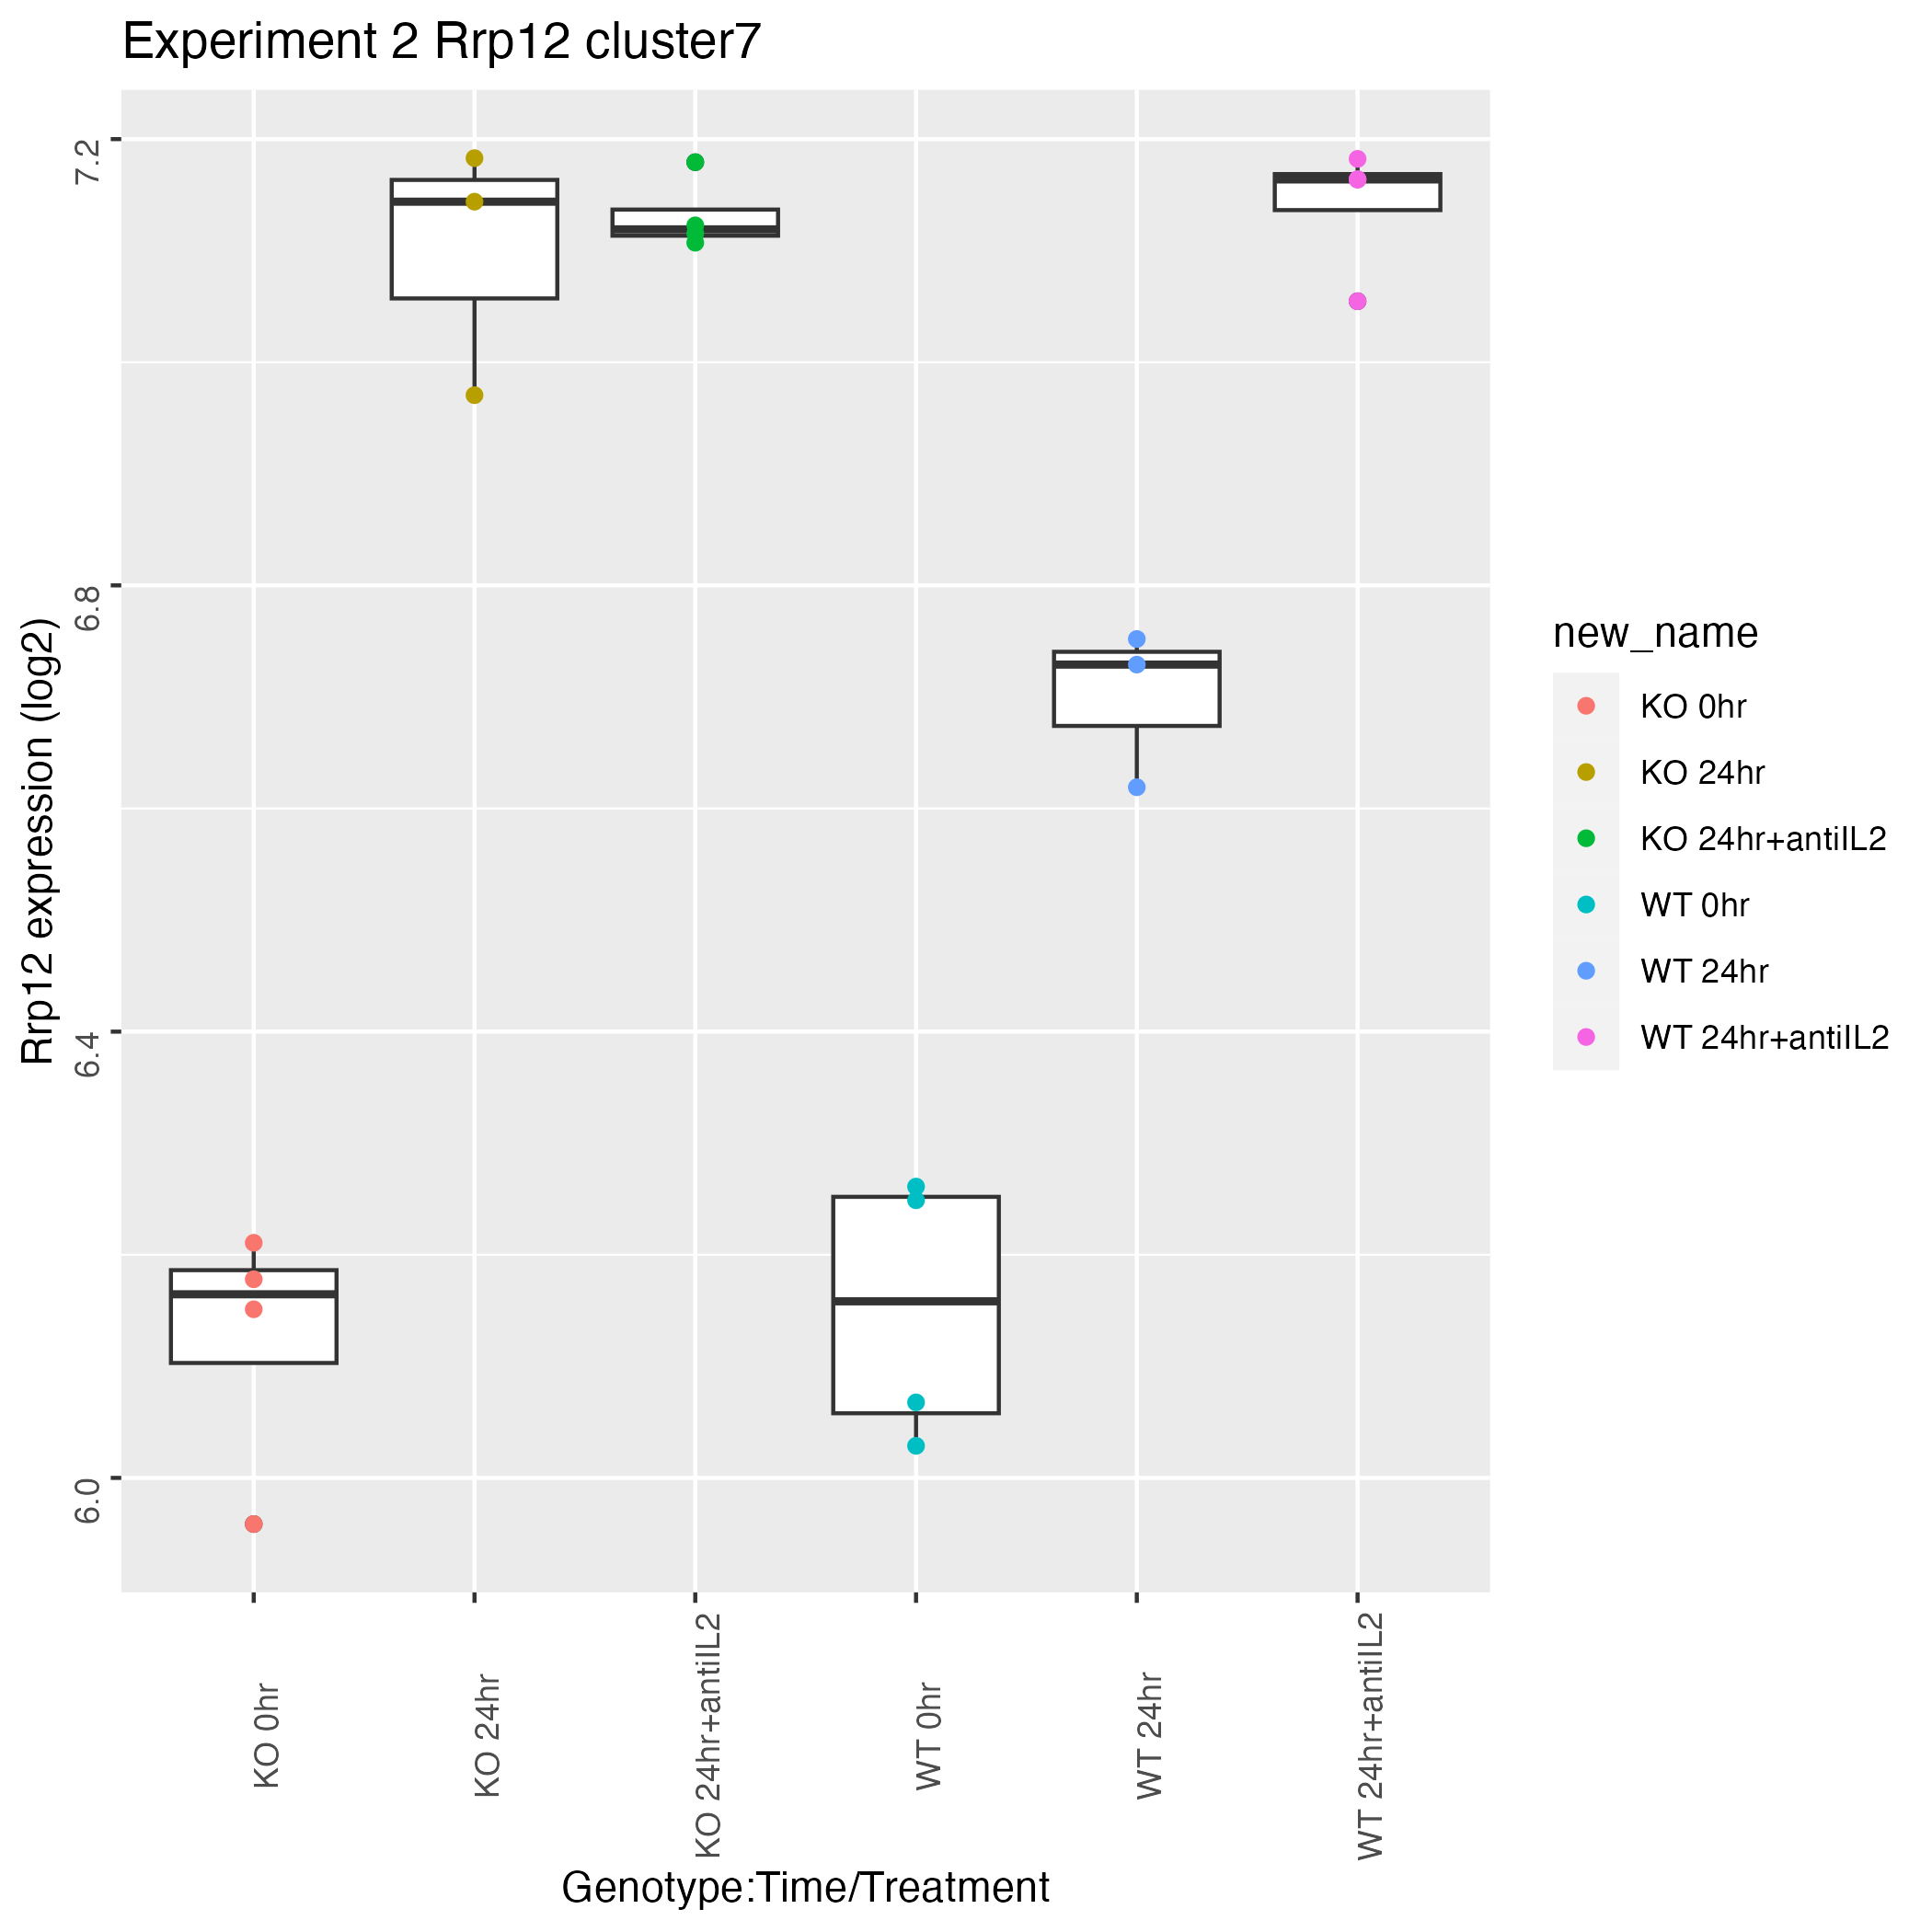 Experiment 2 Rrp12 cluster7
7.2
6.8
6.4
6.0
Rrp12 expression (log2)
KO 0hr
KO 24hr
KO 24hr+antiIL2
WT 0hr
WT 24hr
WT 24hr+antiIL2
Genotype:Time/Treatment
new_name
KO 0hr
KO 24hr
KO 24hr+antiIL2
WT 0hr
WT 24hr
WT 24hr+antiIL2